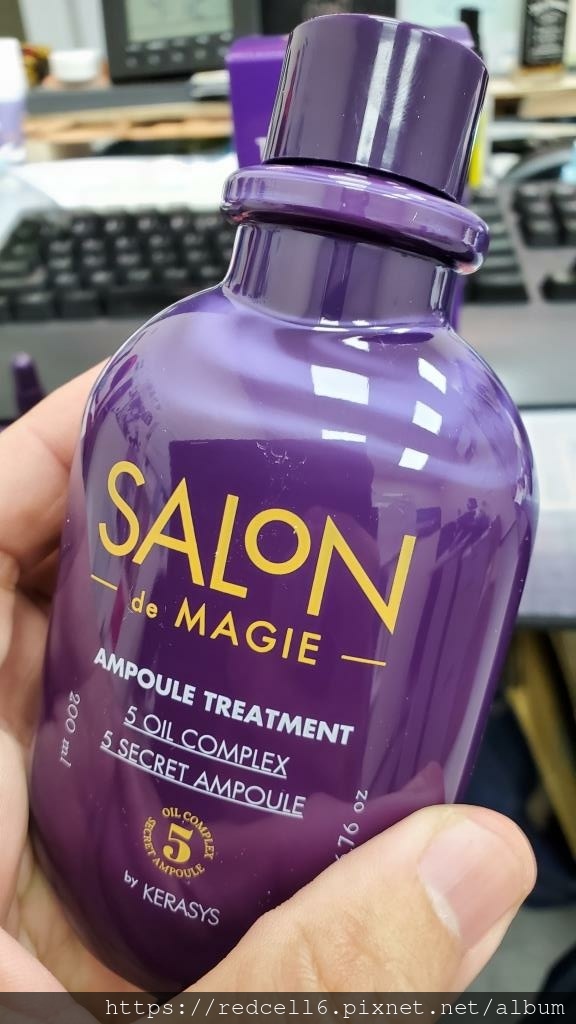 SALON
de MAGIE
AMPOULE TREATMENT
5 OIL COMPLEX
5 SECRET AMPOULE
200 ml
oz
OIL COMPLEX
5
SECRET AMPOULE
by KERASYS
https://redcell6.pixnet.net/album